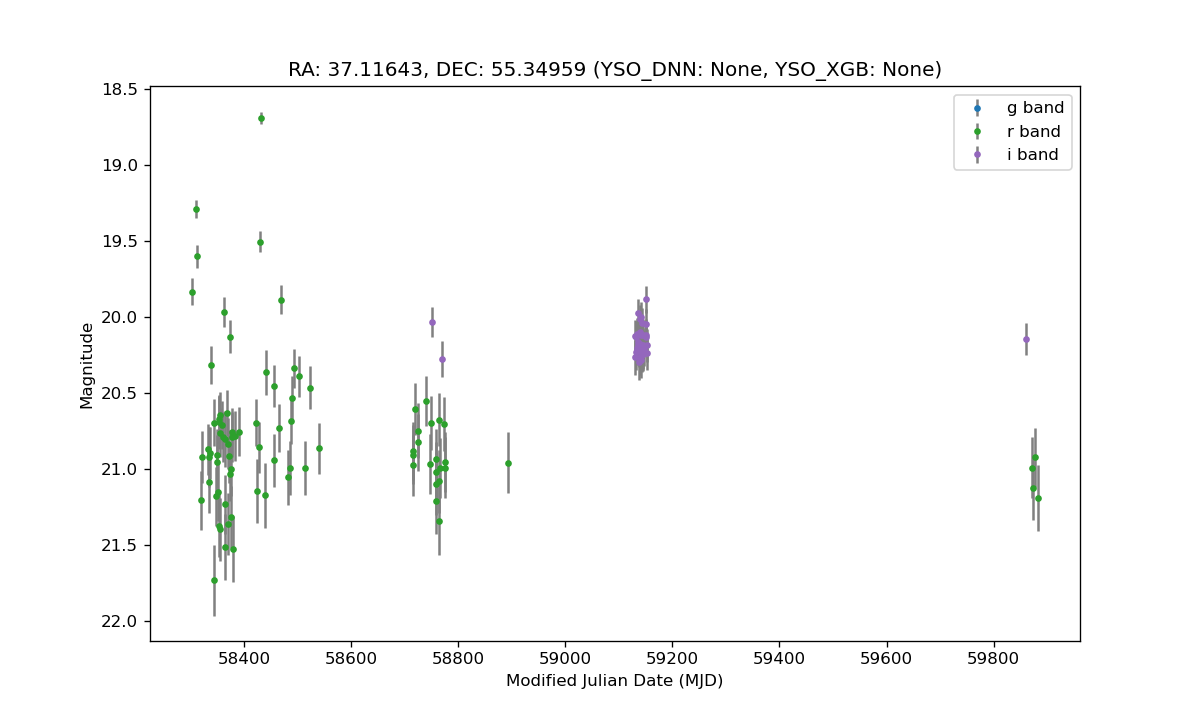 RA: 37.11643, DEC: 55.34959 (YSO_DNN: None, YSO_XGB: None)
g band
r band
i band
18.5
19.0
19.5
20.0
20.5
21.0
21.5
22.0
Magnitude
58400 58600 58800 59000 59200 59400 59600 59800
Modified Julian Date (MJD)